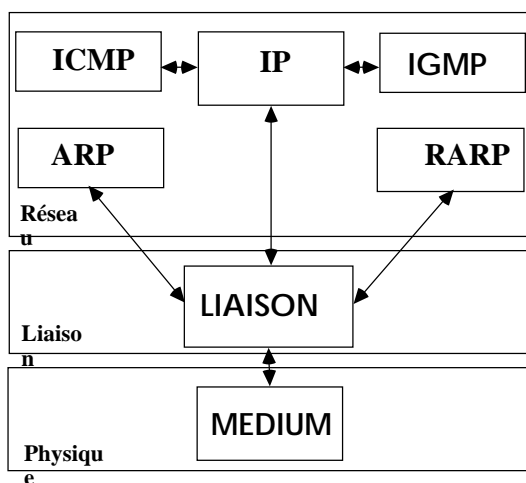 ICMP
IP
IGMP
ARP
RARP
Résea
u
LIAISON
Liaiso
n
MEDIUM
Physiqu
e